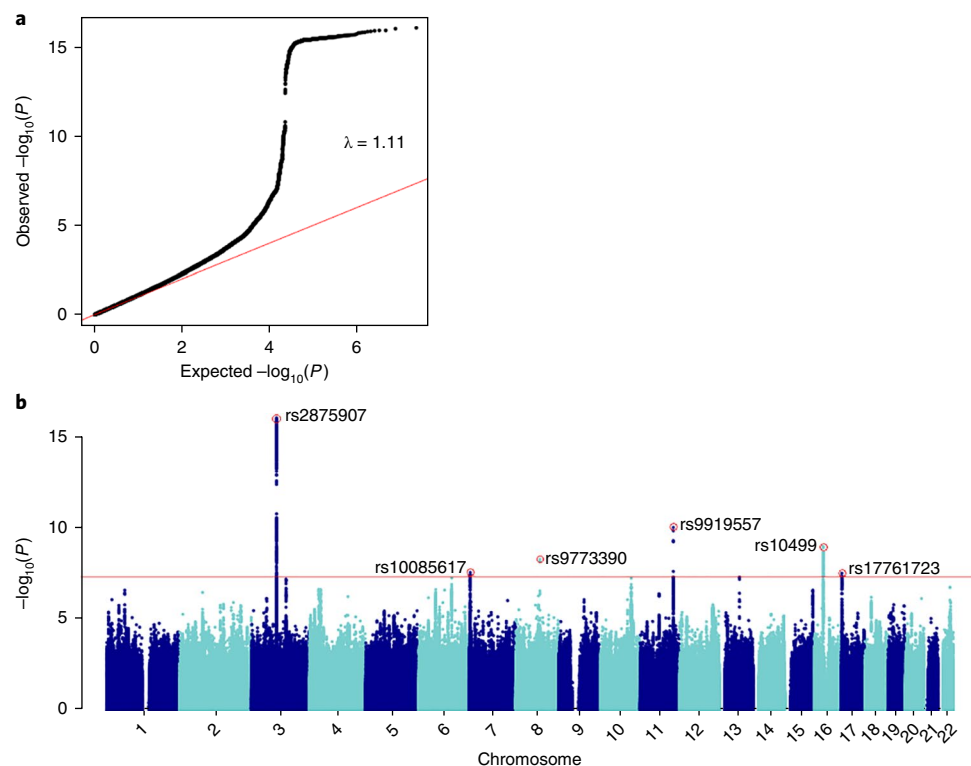 a
15
10
5
0
Observed –log10(P)
λ = 1.11
0 2 4 6
Expected –log10(P)
b
15
10
5
0
–log10(P)
rs2875907
rs10085617
rs9773390
rs9919557
rs10499
rs17761723
1 2 3 4 5 6 7 8 9 10 11 12 13 14 15 16 17 18 19 20 21 22
Chromosome